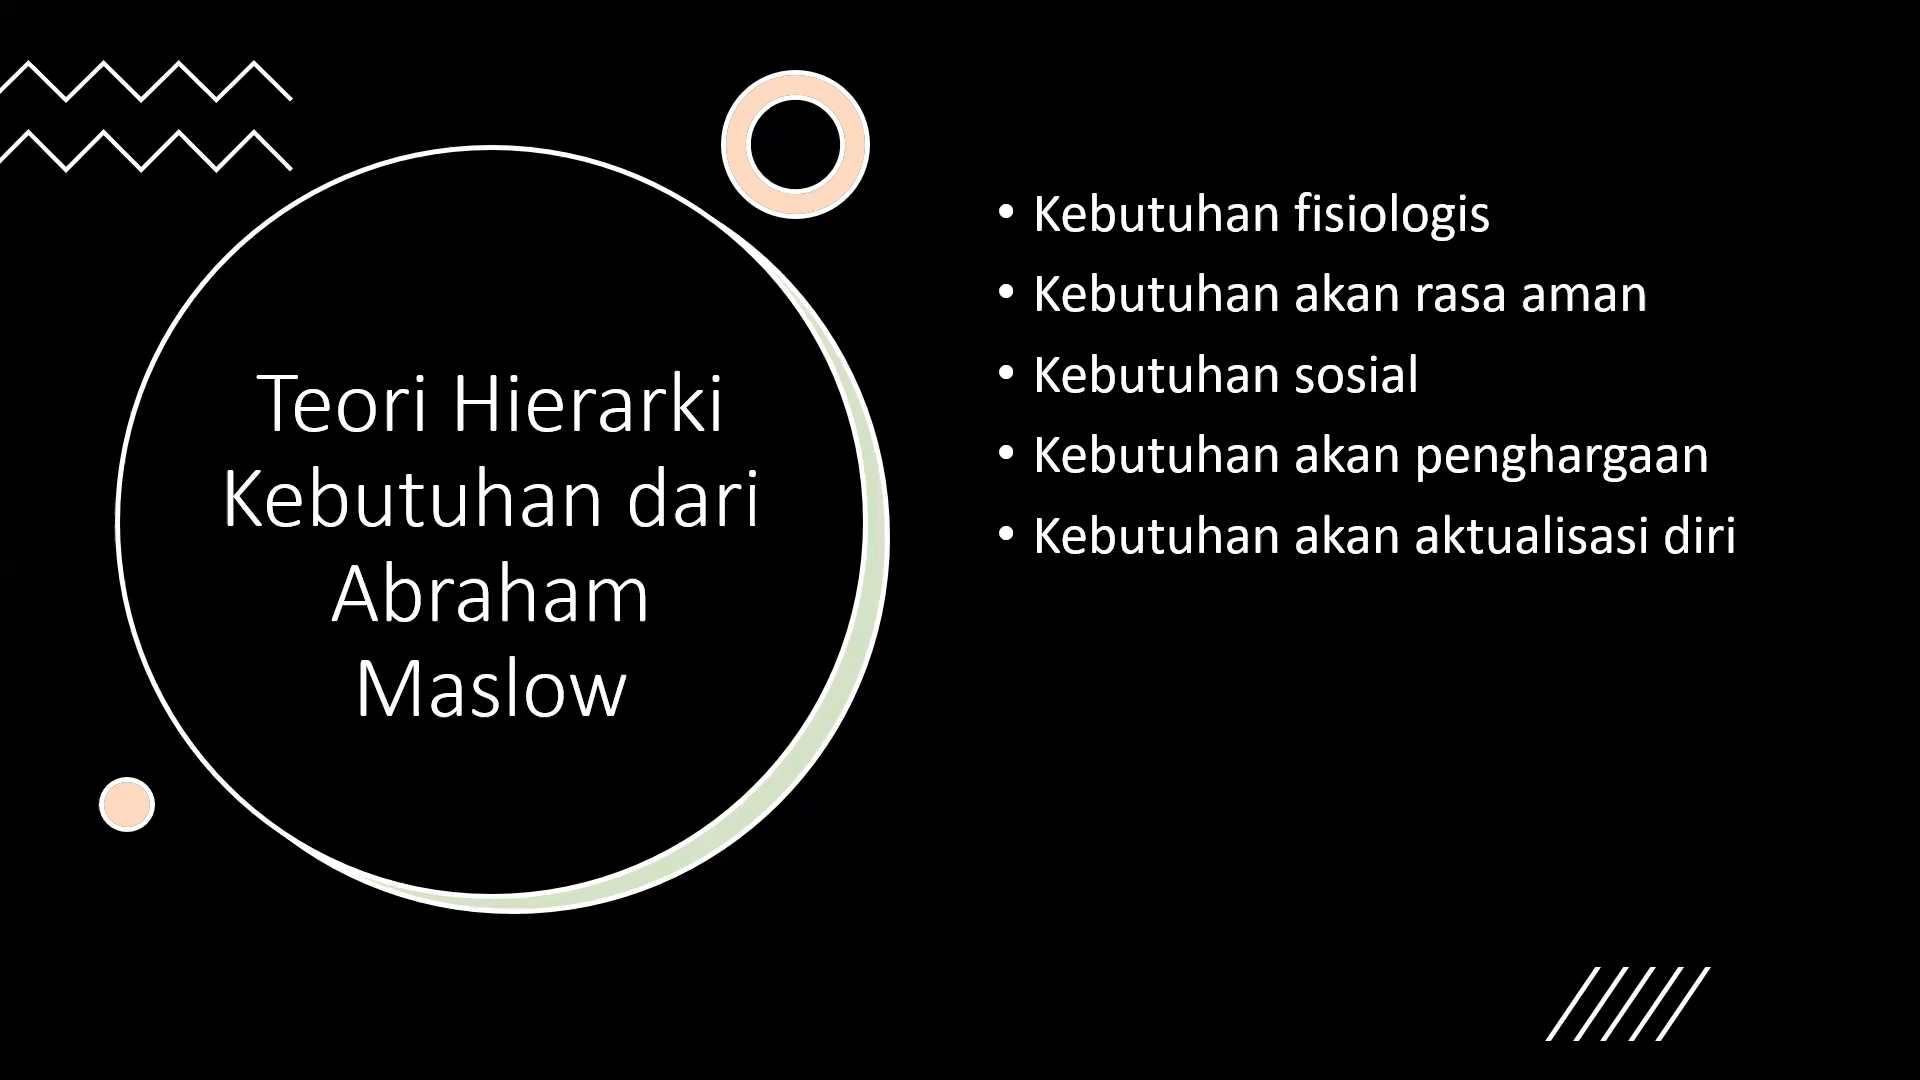 Teori Hierarki
Kebutuhan dari
Abraham
Maslow
• Kebutuhan fisiologis
• Kebutuhan akan rasa aman
• Kebutuhan sosial
• Kebutuhan akan penghargaan
• Kebutuhan akan aktualisasi diri